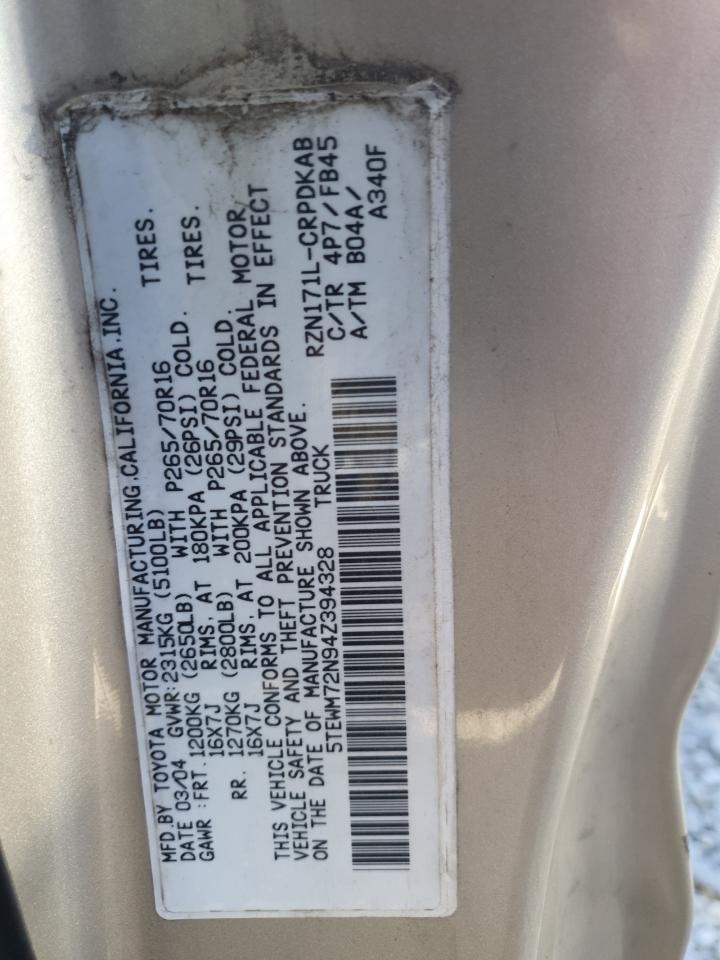 MFD.BY TOYOTA MOTOR MANUFACTURING,CALIFORNIA,INC.
DATE 03/04 GVWR:2315KG (5100LB)
GAWR :FRT.1200KG (2650LB) WITH P265/70R16 TIRES.
16X7J RIMS, AT 180KPA (26PSI) COLD.
RR. 1270KG (2800LB) WITH P265/70R16 TIRES.
16X7J RIMS, AT 200KPA (29PSI) COLD.
THIS VEHICLE CONFORMS TO ALL APPLICABLE FEDERAL MOTOR
VEHICLE SAFETY AND THEFT PREVENTION STANDARDS IN EFFECT
ON THE DATE OF MANUFACTURE SHOWN ABOVE.
5TEWM72N94Z394328 TRUCK
RZN171L-CRPDKAB
C/TR 4P7/FB45
A/TM B04A/
A340F